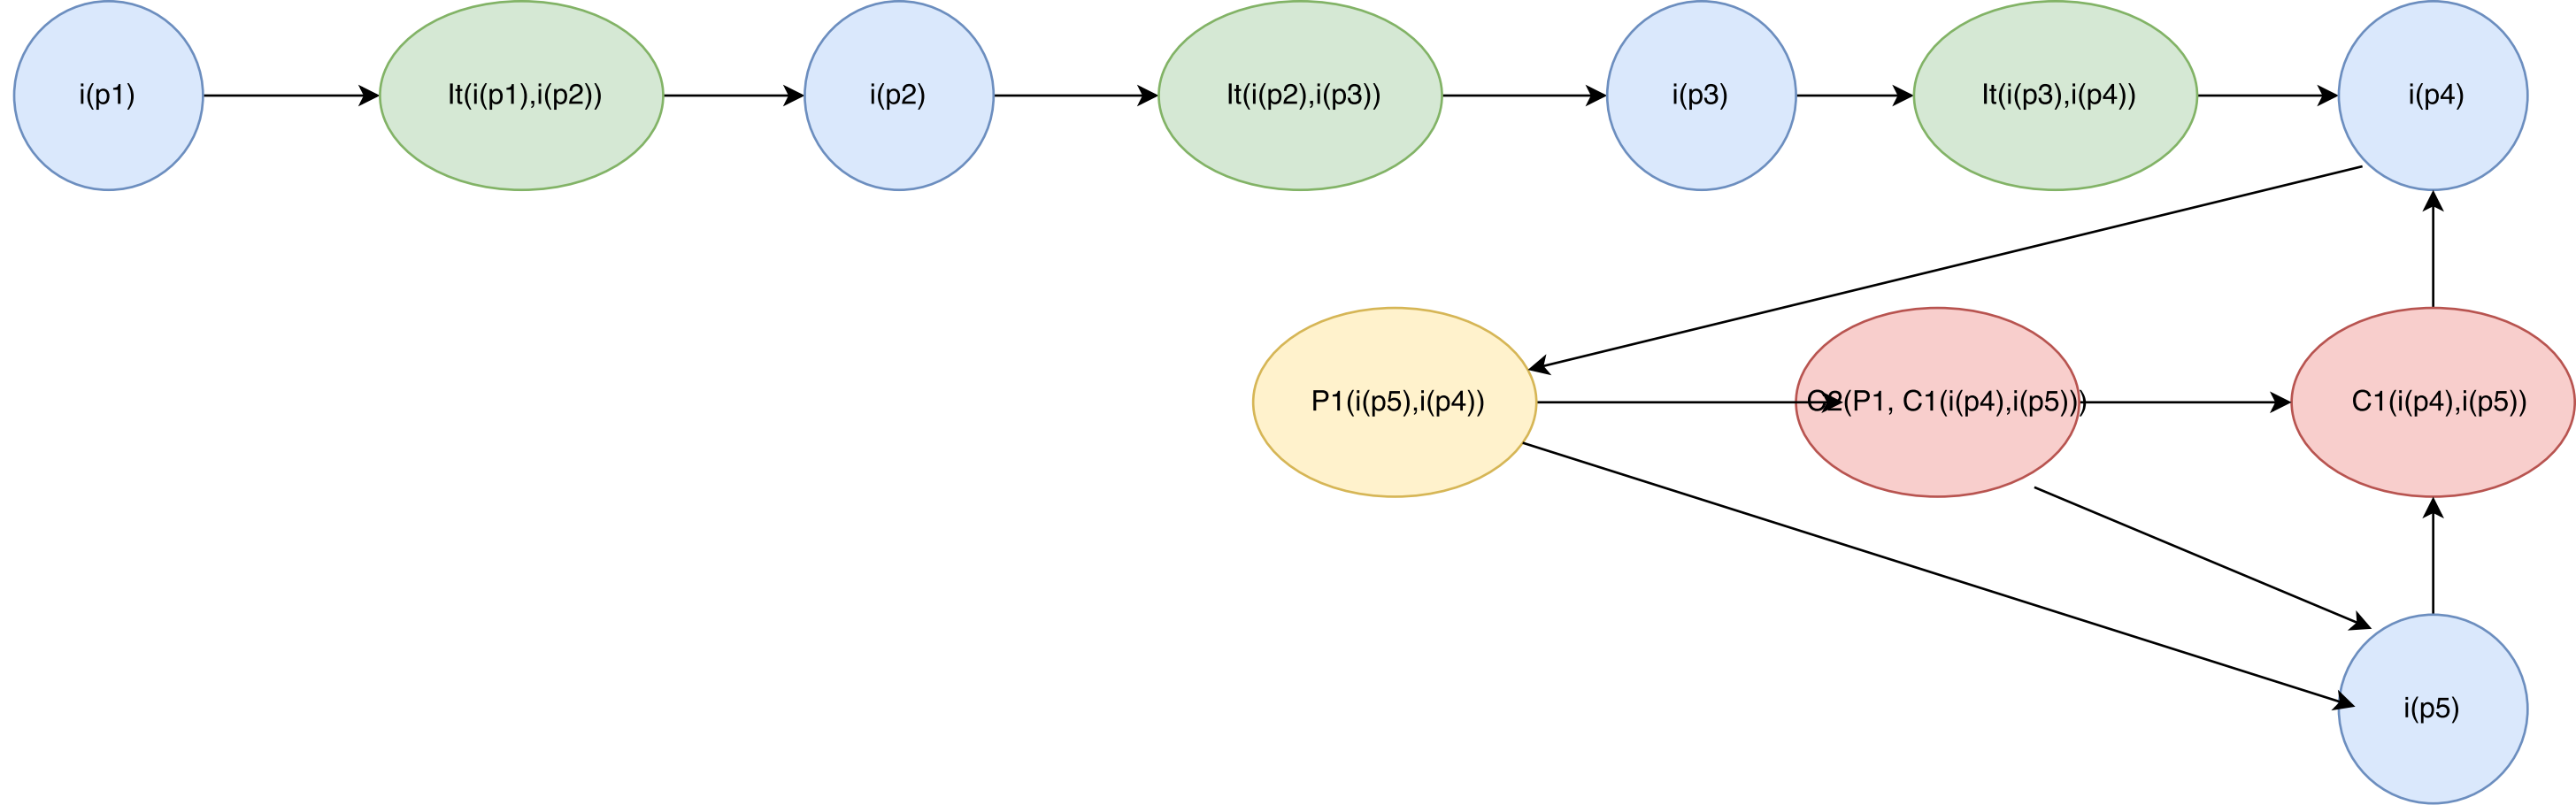 i(p1)
It(i(p1),i(p2))
i(p2)
It(i(p2),i(p3))
i(p3)
It(i(p3),i(p4))
i(p4)
P1(i(p5),i(p4))
C2(P1, C1(i(p4),i(p5)))
C1(i(p4),i(p5))
i(p5)